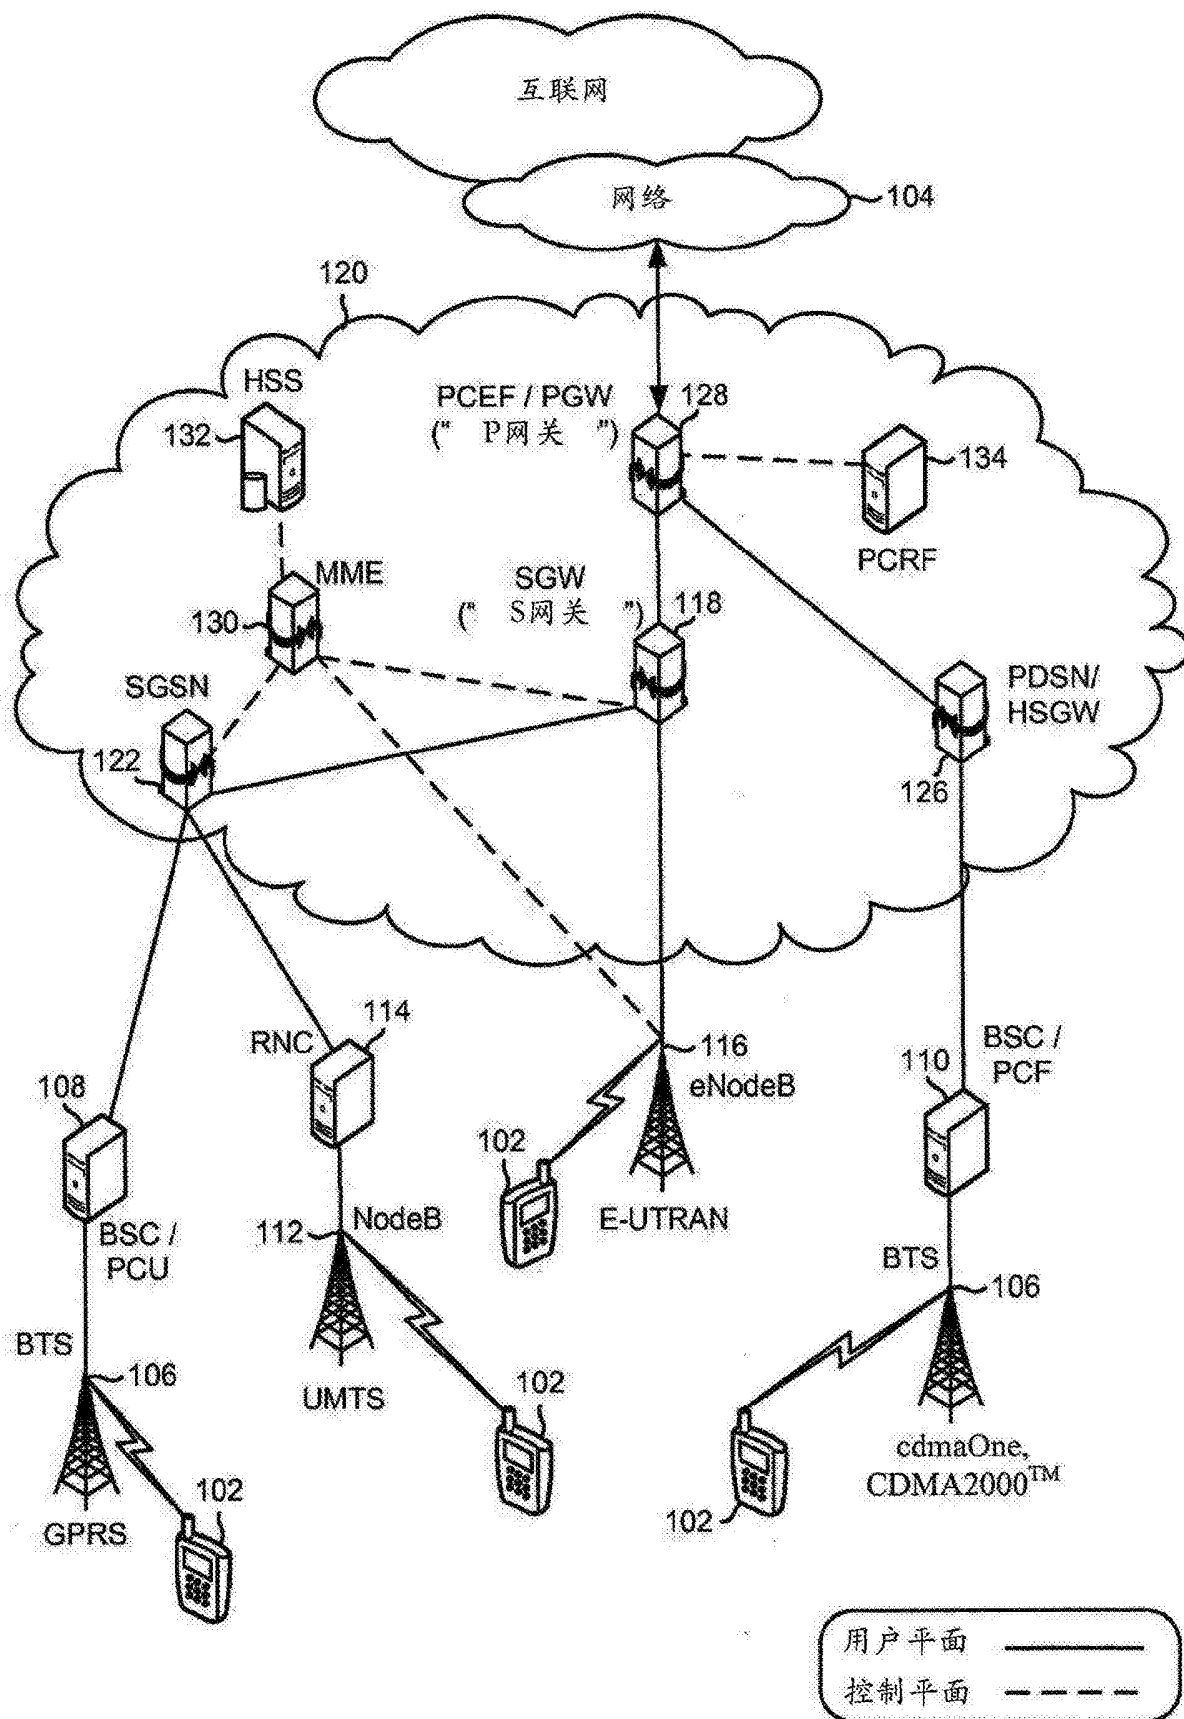 互联网
网络
104
120
HSS
132
PCEF / PGW
(" P网关 ")
128
134
PCRF
MME
130
SGW
(" S网关 ")
118
SGSN
122
PDSN/
HSGW
126
RNC
114
116
eNodeB
BSC /
PCF
110
108
102
E-UTRAN
BSC /
PCU
112
NodeB
BTS
106
BTS
106
UMTS
102
cdmaOne,
CDMA2000™
102
GPRS
102
用户平面
控制平面